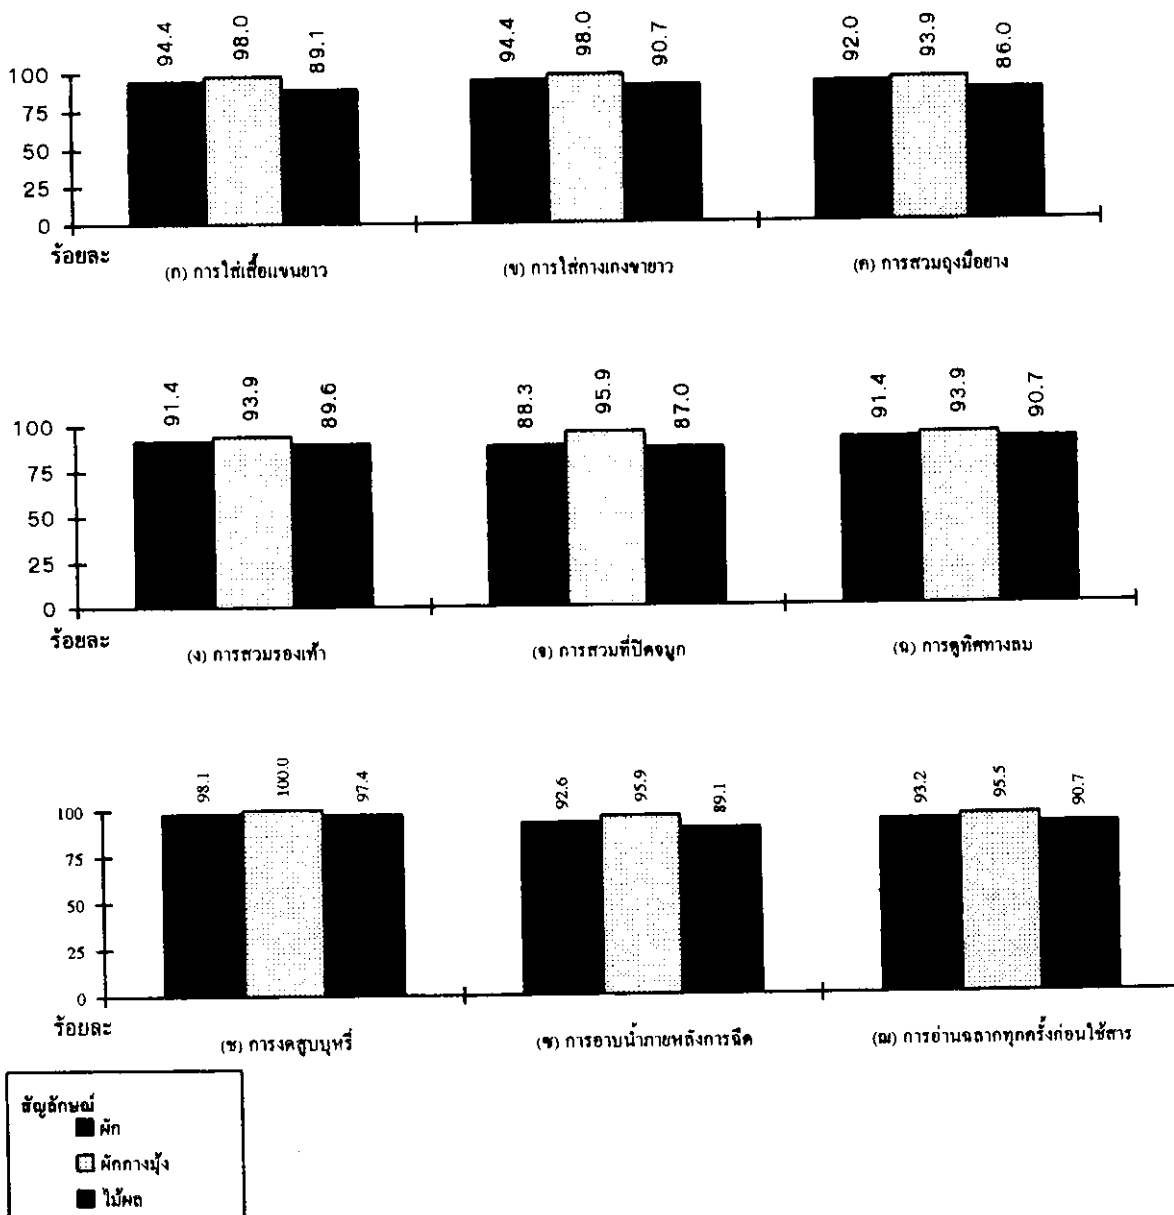 94.4 98.0 89.1 94.4 98.0 90.7 92.0 93.9 86.0
100
75
50
25
0
ร้อยละ
(ก) การใส่เสื้อแขนยาว (ข) การใส่กางเกงขายาว (ค) การสวมถุงมือยาง
91.4 93.9 89.6 88.3 95.9 87.0 91.4 93.9 90.7
100
75
50
25
0
ร้อยละ
(ง) การสวมรองเท้า (จ) การสวมที่ปิดจมูก (ฉ) การดูทิศทางลม
98.1 100.0 97.4 92.6 95.9 89.1 93.2 95.5 90.7
100
75
50
25
0
ร้อยละ
(ช) การงดสูบบุหรี่ (ซ) การอาบน้ำภายหลังการฉีด (ฌ) การอ่านฉลากทุกครั้งก่อนใช้สาร
สัญลักษณ์
ผัก
ผักกางมุ้ง
ไม้ผล